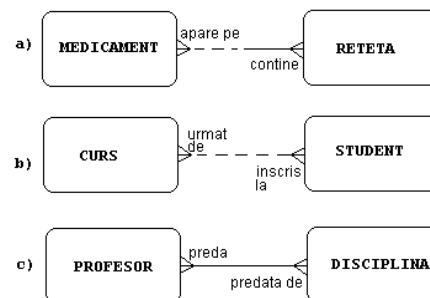 a) MEDICAMENT apare pe contine RETETA
b) CURS urmat
de inscris
la STUDENT
c) PROFESOR preda predata de DISCIPLINA